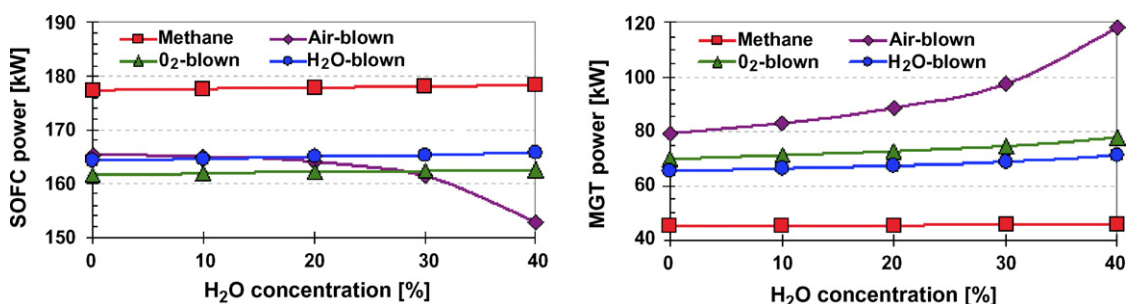 SOFC power [kW]
190
180
170
160
150
Methane
Air-blown
0₂-blown
H₂O-blown
0 10 20 30 40
H₂O concentration [%]
MGT power [kW]
120
100
80
60
40
Methane
Air-blown
0₂-blown
H₂O-blown
0 10 20 30 40
H₂O concentration [%]